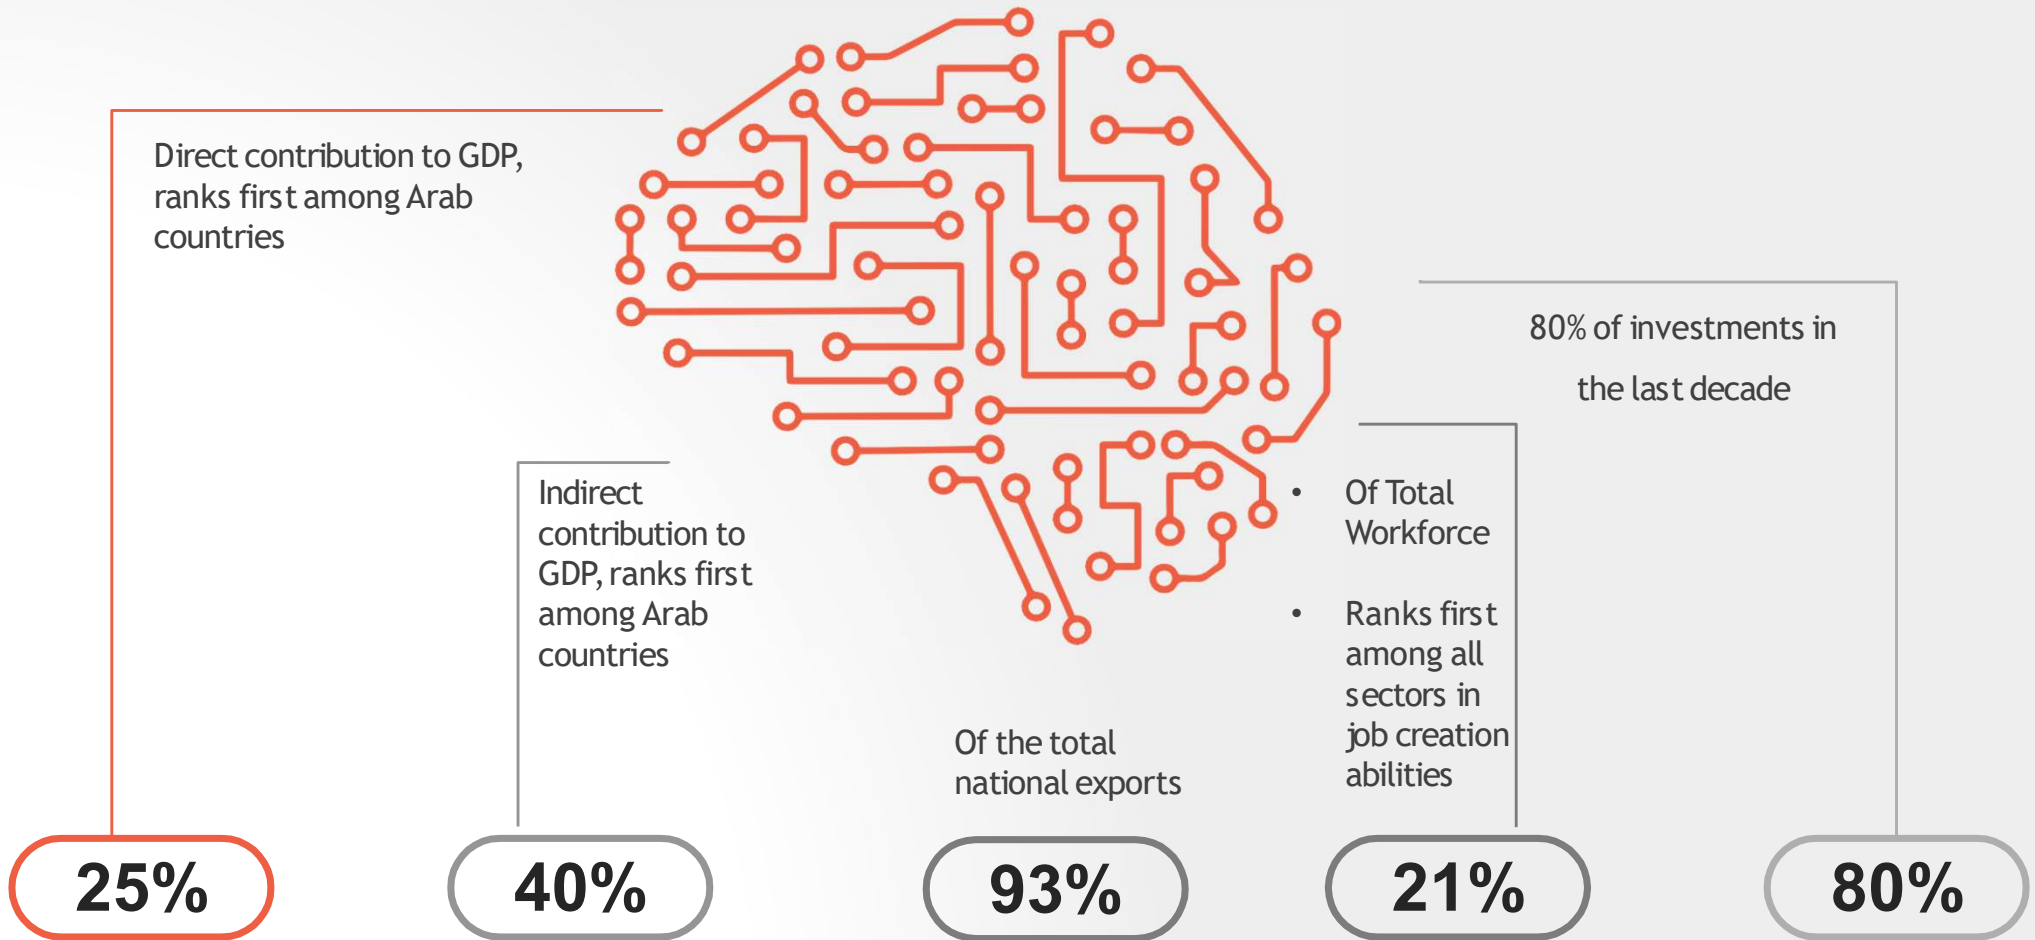 Direct contribution to GDP,
ranks first among Arab
countries
80% of investments in
the last decade
Indirect
contribution to
GDP, ranks first
among Arab
countries
• Of Total
Workforce
• Ranks first
among all
sectors in
job creation
abilities
Of the total
national exports
25%
40%
93%
21%
80%